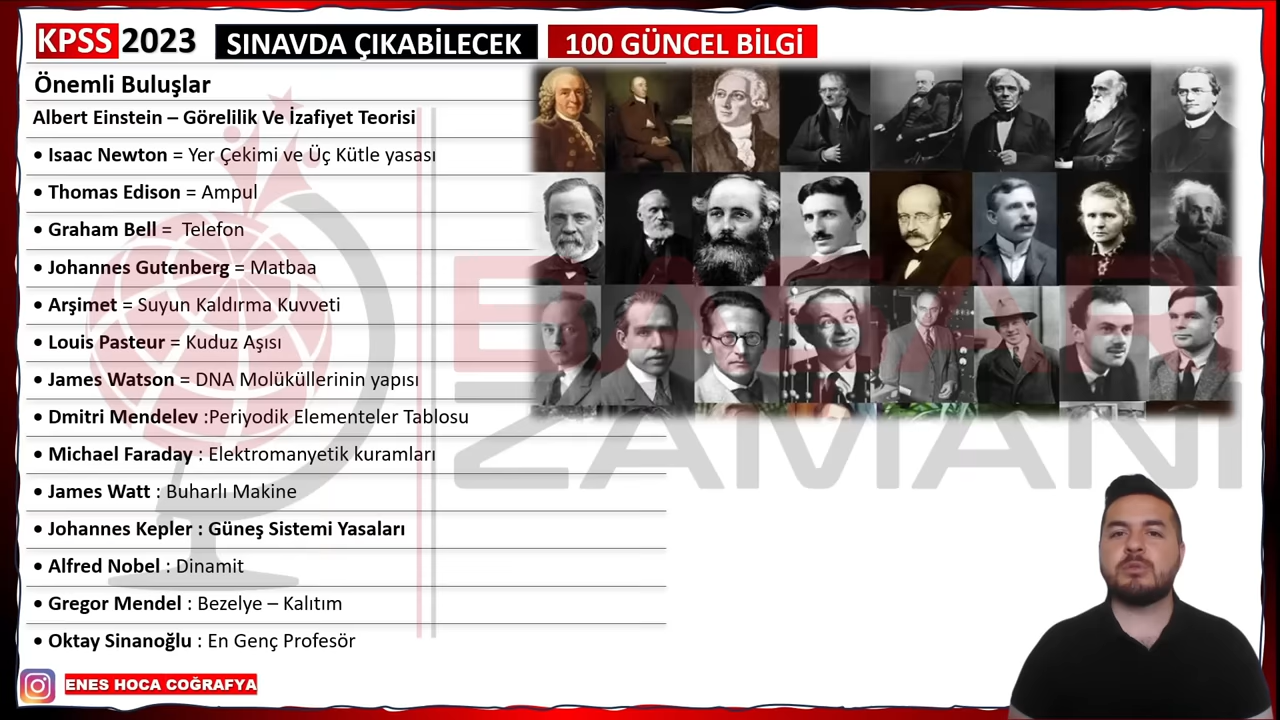 KPSS 2023 SINAVDA ÇIKABİLECEK 100 GÜNCEL BİLGİ
Önemli Buluşlar
Albert Einstein – Görelilik Ve İzafiyet Teorisi
• Isaac Newton = Yer Çekimi ve Üç Kütle yasası
• Thomas Edison = Ampul
• Graham Bell = Telefon
• Johannes Gutenberg = Matbaa
• Arşimet = Suyun Kaldırma Kuvveti
• Louis Pasteur = Kuduz Aşısı
• James Watson = DNA Molüküllerinin yapısı
• Dmitri Mendelev :Periyodik Elementeler Tablosu
• Michael Faraday : Elektromanyetik kuramları
• James Watt : Buharlı Makine
• Johannes Kepler : Güneş Sistemi Yasaları
• Alfred Nobel : Dinamit
• Gregor Mendel : Bezelye – Kalıtım
• Oktay Sinanoğlu : En Genç Profesör
BAŞARI
ZAMANI
ENES HOCA COĞRAFYA